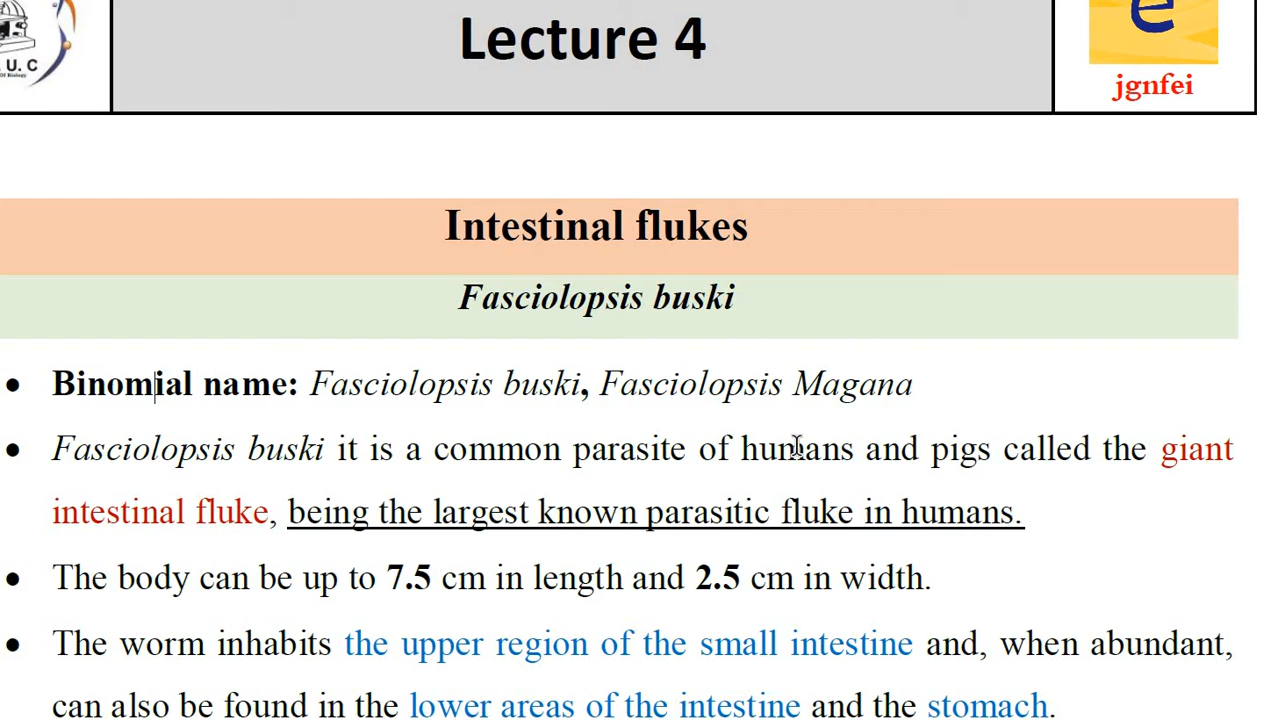 Lecture 4
e
U. C
Of Biology
jgnfei
Intestinal flukes
Fasciolopsis buski
• Binomial name: Fasciolopsis buski, Fasciolopsis Magana
• Fasciolopsis buski it is a common parasite of humans and pigs called the giant
intestinal fluke, being the largest known parasitic fluke in humans.
• The body can be up to 7.5 cm in length and 2.5 cm in width.
• The worm inhabits the upper region of the small intestine and, when abundant,
can also be found in the lower areas of the intestine and the stomach.